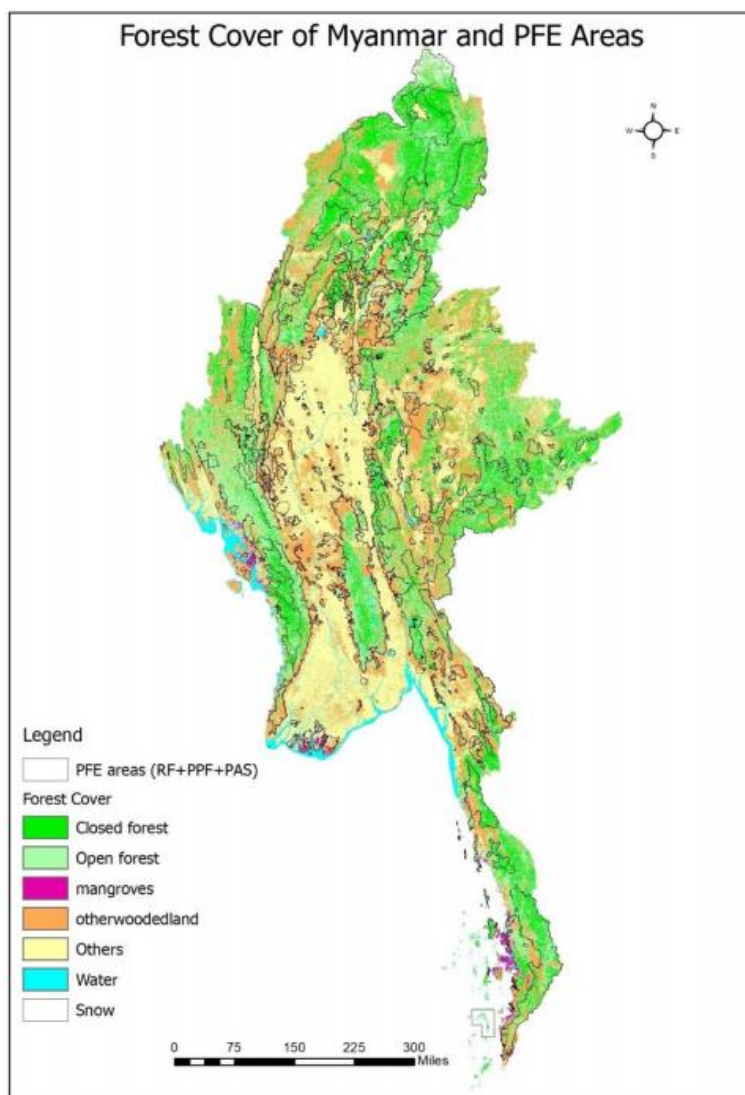 Forest Cover of Myanmar and PFE Areas
N
W E
S
Legend
PFE areas (RF+PPF+PAS)
Forest Cover
Closed forest
Open forest
mangroves
otherwoodedland
Others
Water
Snow
0 75 150 225 300
Miles